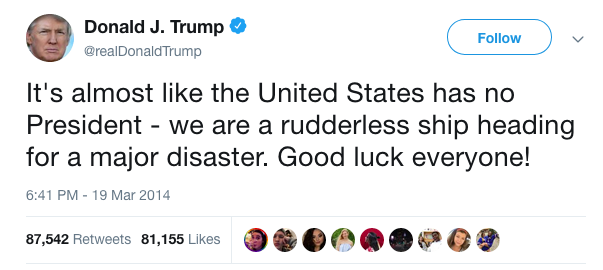 Donald J. Trump
Follow
@realDonaldTrump
It's almost like the United States has no
President - we are a rudderless ship heading
for a major disaster. Good luck everyone!
6:41 PM - 19 Mar 2014
87,542 Retweets 81,155 Likes